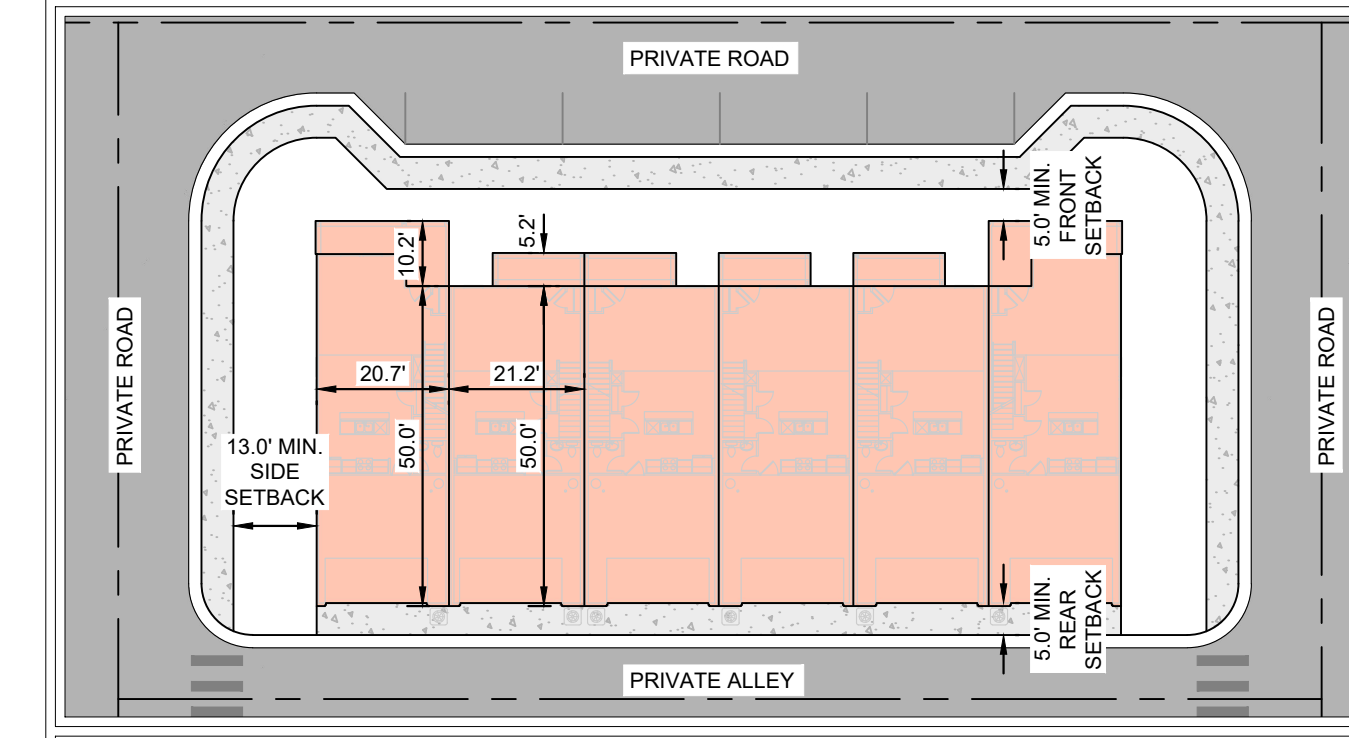 PRIVATE ROAD
5.0' MIN.
FRONT
SETBACK
10.2'
5.2'
PRIVATE ROAD
PRIVATE ROAD
20.7'
21.2'
50.0'
50.0'
13.0' MIN.
SIDE
SETBACK
5.0' MIN.
REAR
SETBACK
PRIVATE ALLEY